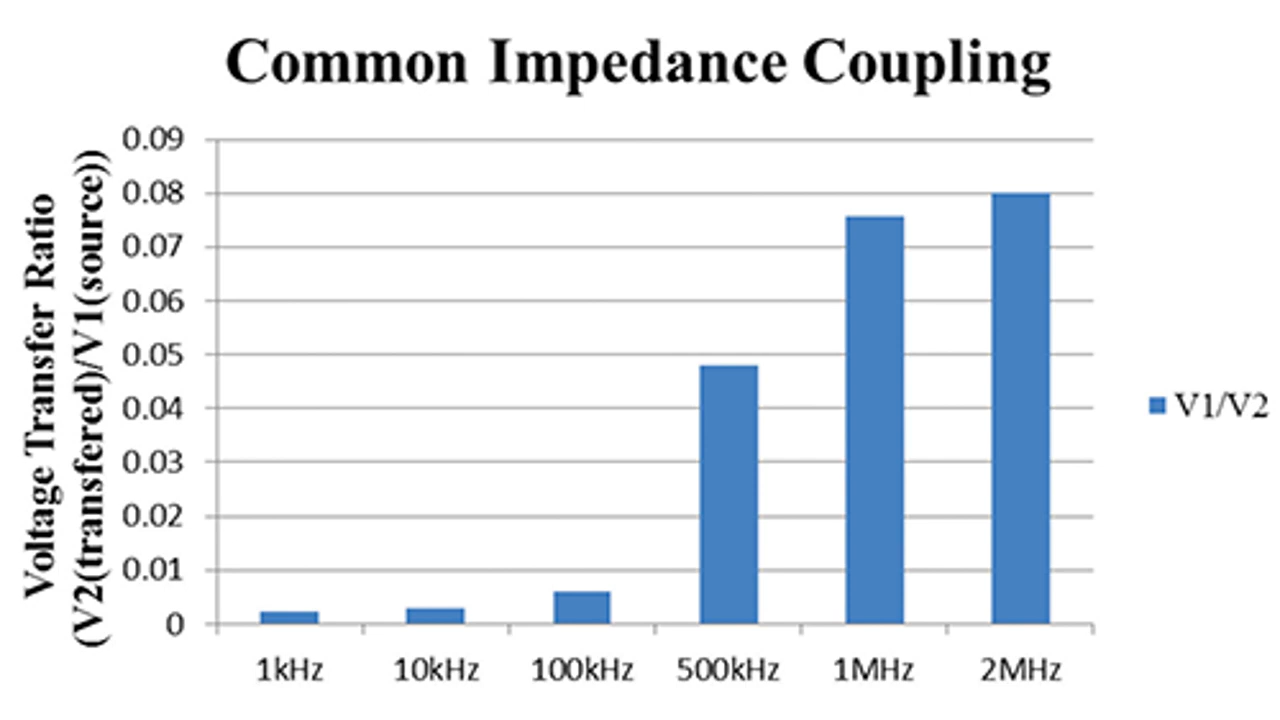 Common Impedance Coupling
Voltage Transfer Ratio
(V2(transfered)/V1(source))
0.09
0.08
0.07
0.06
0.05
0.04
0.03
0.02
0.01
0
1kHz 10kHz 100kHz 500kHz 1MHz 2MHz
V1/V2